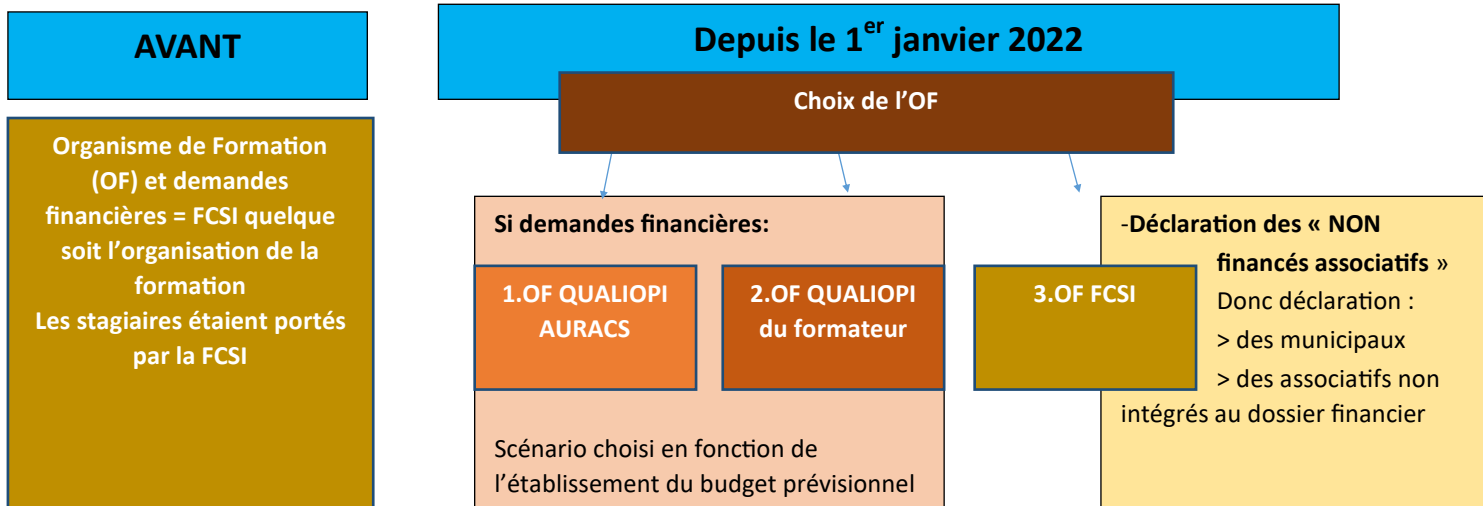 AVANT
Organisme de Formation
(OF) et demandes
financières = FCSI quelque
soit l’organisation de la
formation
Les stagiaires étaient portés
par la FCSI
Depuis le 1er janvier 2022
Choix de l’OF
Si demandes financières:
1.OF QUALIOPI
AURACS
2.OF QUALIOPI
du formateur
Scénario choisi en fonction de
l’établissement du budget prévisionnel
3.OF FCSI
-Déclaration des « NON
financés associatifs »
Donc déclaration :
> des municipaux
> des associatifs non
intégrés au dossier financier